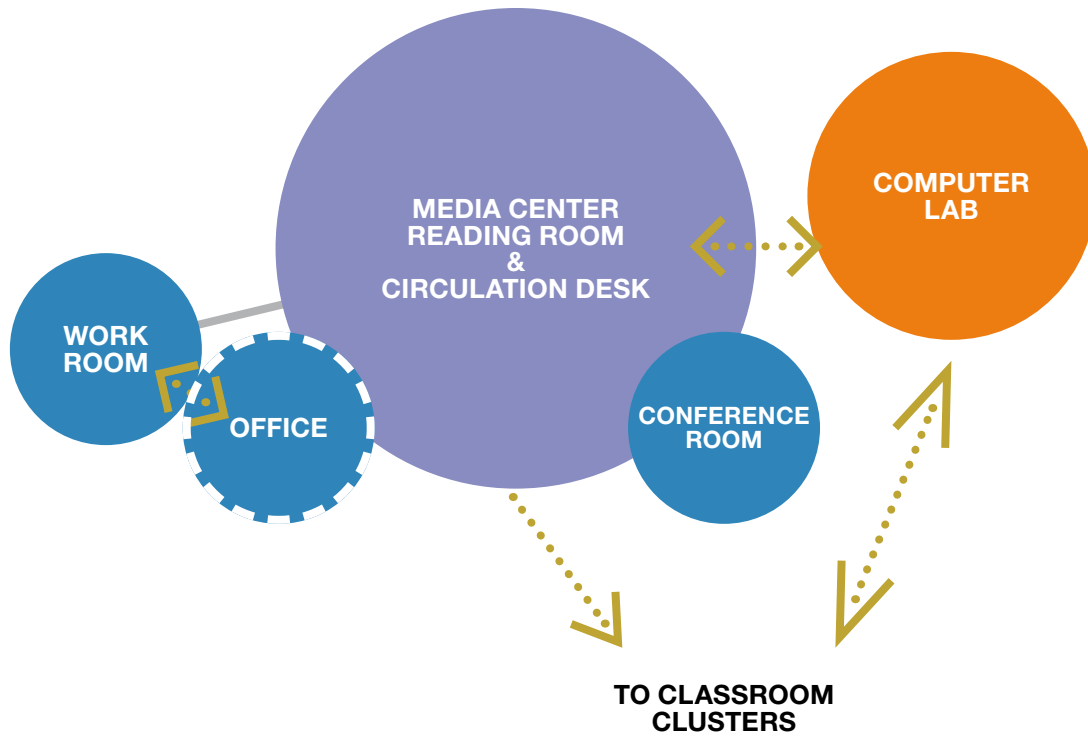 MEDIA CENTER
READING ROOM
&
CIRCULATION DESK
COMPUTER
LAB
WORK
ROOM
OFFICE
CONFERENCE
ROOM
TO CLASSROOM
CLUSTERS